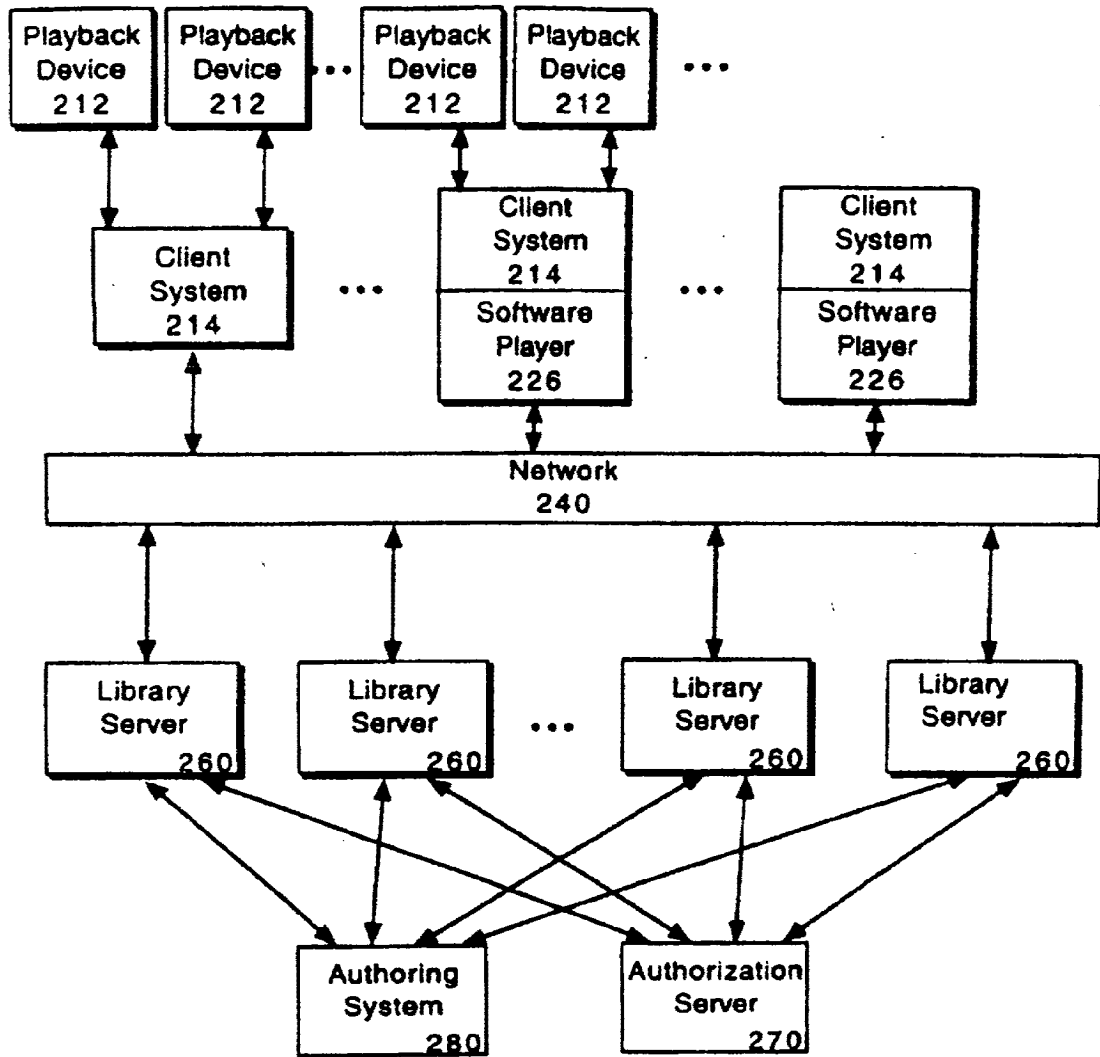 Playback
Device
212
Playback
Device
212
Playback
Device
212
Playback
Device
212
Client
System
214
Client
System
214
Software
Player
226
Client
System
214
Software
Player
226
Network
240
Library
Server
260
Library
Server
260
Library
Server
260
Library
Server
260
Authoring
System
280
Authorization
Server
270